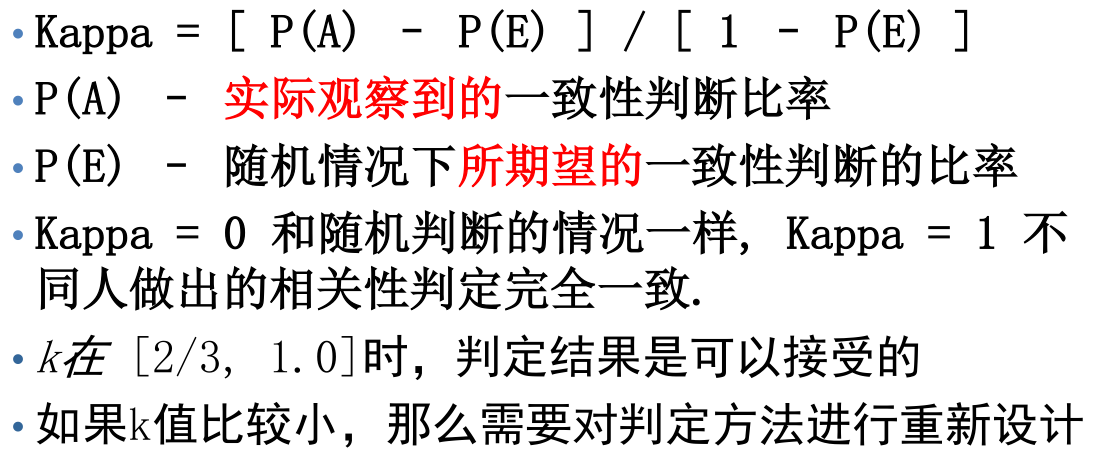 • Kappa = [ P(A) – P(E) ] / [ 1 – P(E) ]
• P(A) – 实际观察到的一致性判断比率
• P(E) – 随机情况下所期望的一致性判断的比率
• Kappa = 0 和随机判断的情况一样, Kappa = 1 不
同人做出的相关性判定完全一致.
• k在 [2/3, 1.0]时，判定结果是可以接受的
• 如果k值比较小，那么需要对判定方法进行重新设计